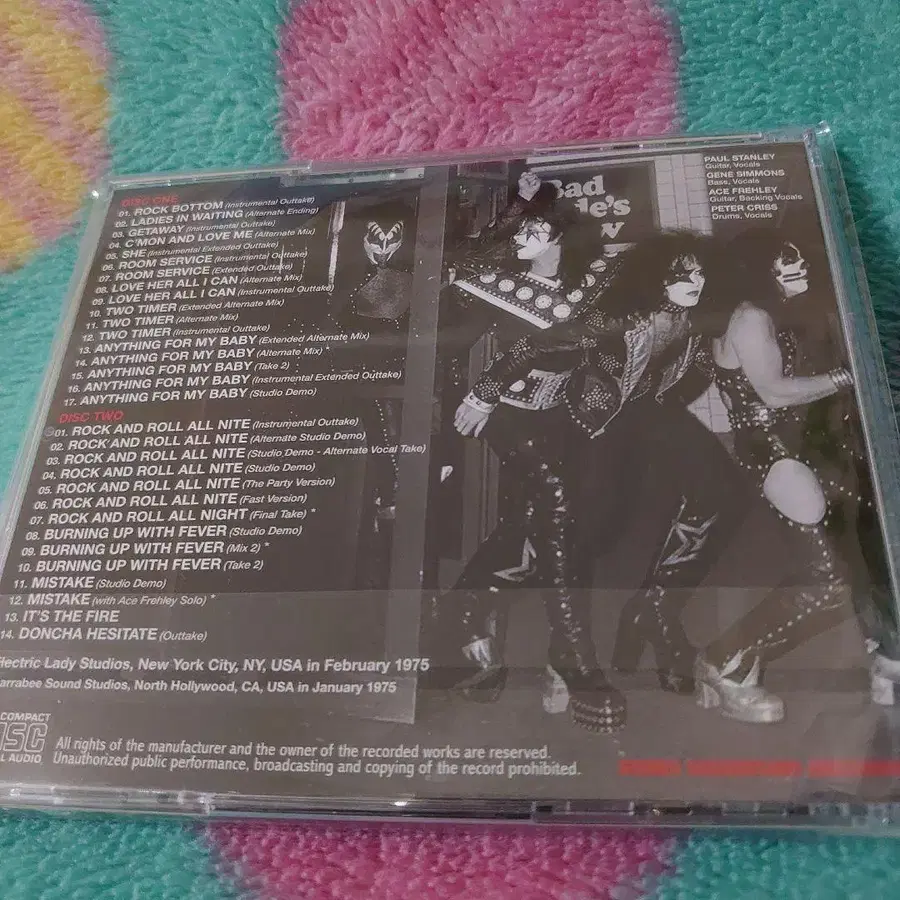 DISC ONE
01. ROCK BOTTOM (Instrumental Outtake)
02. LADIES IN WAITING (Alternate Ending)
03. GETAWAY (Instrumental Outtake)
04. C'MON AND LOVE ME (Alternate Mix)
05. SHE (Instrumental Extended Outtake)
06. ROOM SERVICE (Instrumental Outtake)
07. ROOM SERVICE (Extended Outtake)
08. LOVE HER ALL I CAN (Alternate Mix)
09. LOVE HER ALL I CAN (Instrumental Outtake)
10. TWO TIMER (Extended Alternate Mix)
11. TWO TIMER (Alternate Mix)
12. TWO TIMER (Instrumental Outtake)
13. ANYTHING FOR MY BABY (Extended Alternate Mix)
14. ANYTHING FOR MY BABY (Alternate Mix) *
15. ANYTHING FOR MY BABY (Take 2)
16. ANYTHING FOR MY BABY (Instrumental Extended Outtake)
17. ANYTHING FOR MY BABY (Studio Demo)
DISC TWO
01. ROCK AND ROLL ALL NITE (Instrumental Outtake)
02. ROCK AND ROLL ALL NITE (Alternate Studio Demo)
03. ROCK AND ROLL ALL NITE (Studio Demo - Alternate Vocal Take)
04. ROCK AND ROLL ALL NITE (Studio Demo)
05. ROCK AND ROLL ALL NITE (The Party Version)
06. ROCK AND ROLL ALL NITE (Fast Version)
07. ROCK AND ROLL ALL NIGHT (Final Take) *
08. BURNING UP WITH FEVER (Studio Demo)
09. BURNING UP WITH FEVER (Mix 2) *
10. BURNING UP WITH FEVER (Take 2)
11. MISTAKE (Studio Demo)
12. MISTAKE (with Ace Frehley Solo) *
13. IT'S THE FIRE
14. DONCHA HESITATE (Outtake)
Electric Lady Studios, New York City, NY, USA in February 1975
arrabee Sound Studios, North Hollywood, CA, USA in January 1975
COMPACT
DISC
AUDIO
All rights of the manufacturer and the owner of the recorded works are reserved.
Unauthorized public performance, broadcasting and copying of the record prohibited.
PAUL STANLEY
Guitar, Vocals
GENE SIMMONS
Bass, Vocals
ACE FREHLEY
Guitar, Backing Vocals
PETER CRISS
Drums, Vocals
Bad